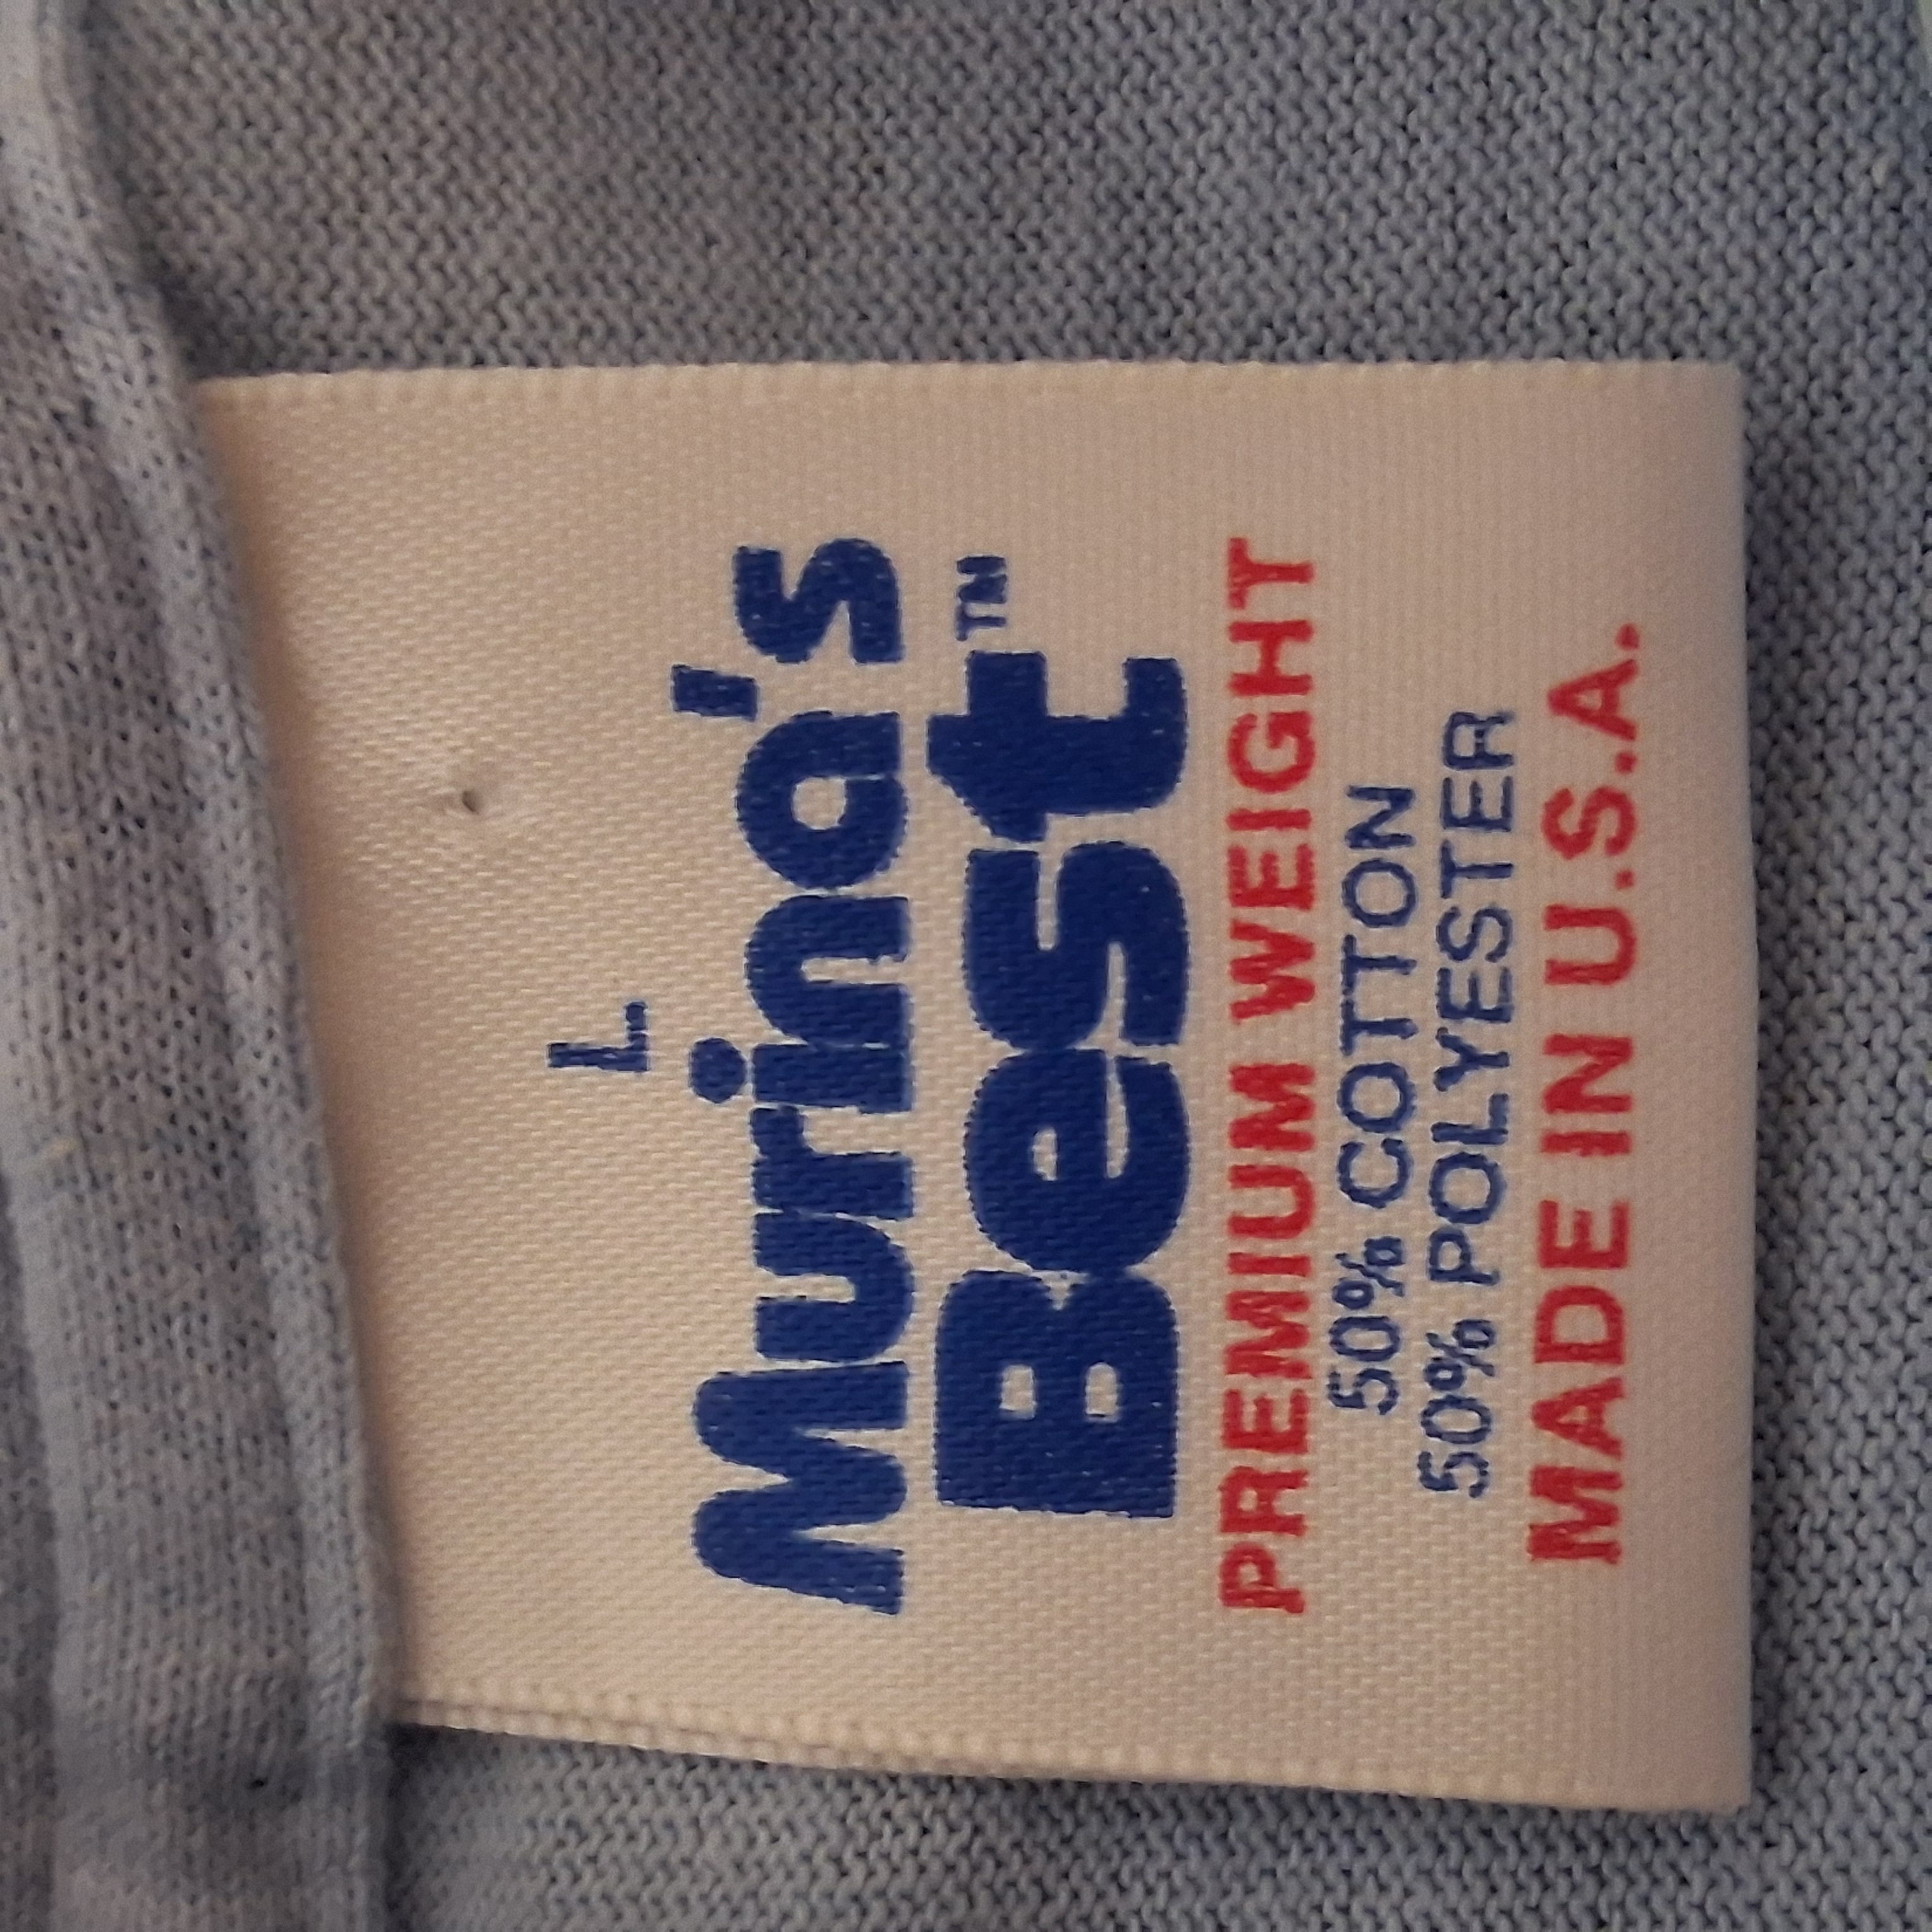 L
Murina's
Best™
PREMIUM WEIGHT
50% COTTON
50% POLYESTER
MADE IN U.S.A.